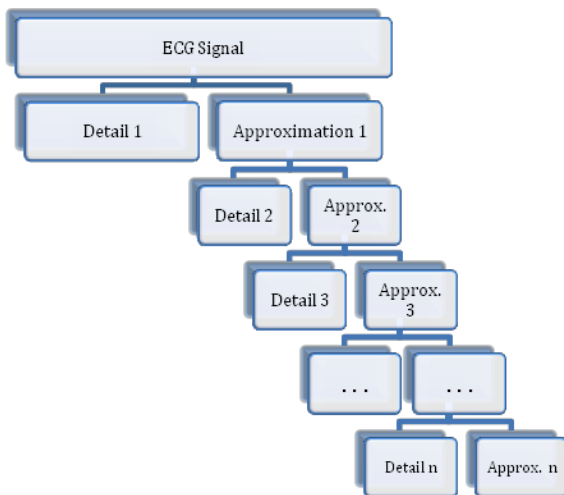 ECG Signal
Detail 1
Approximation 1
Detail 2
Approx.
2
Detail 3
Approx.
3
. . .
. . .
Detail n
Approx. n